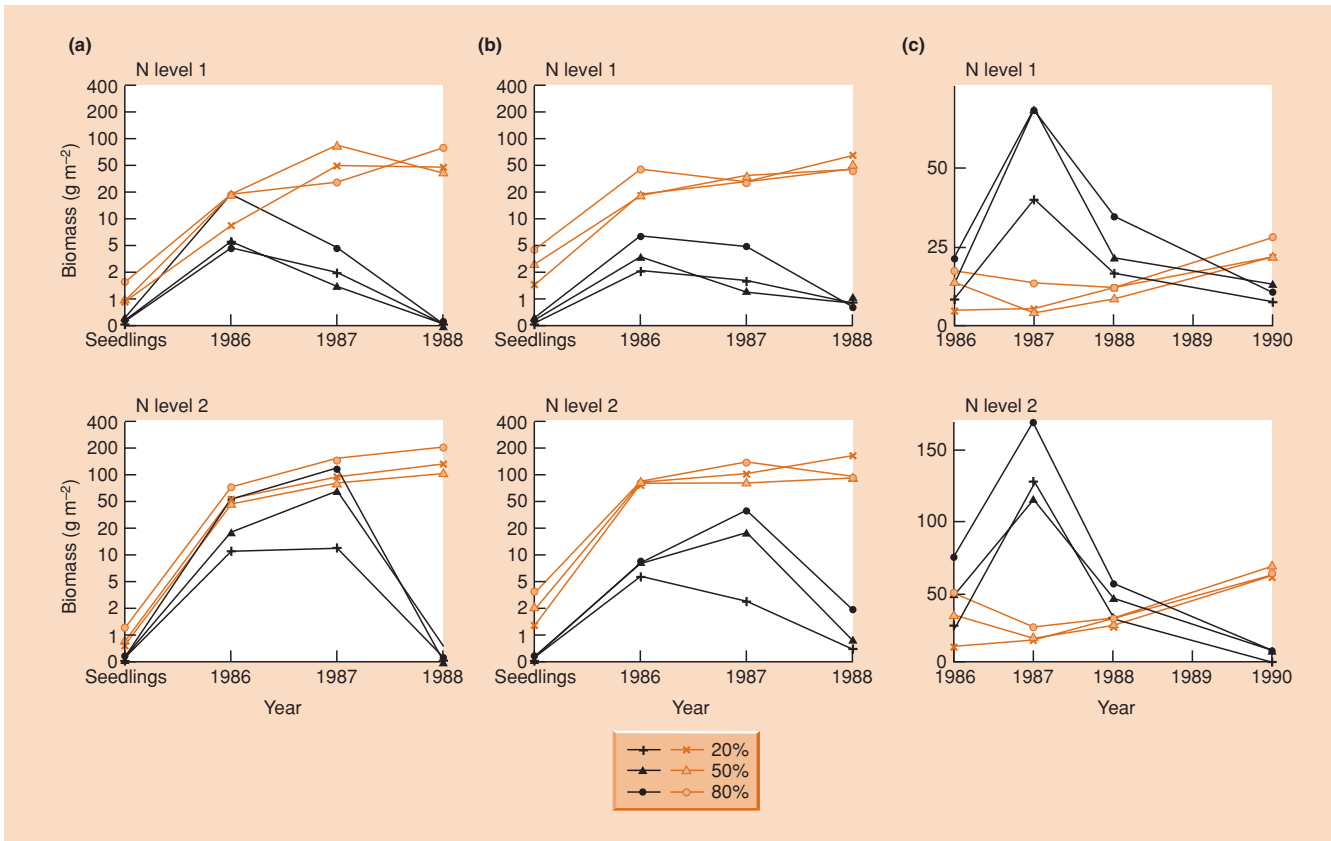 (a)
N level 1
Biomass (g m–2)
400
200
100
50
20
10
5
2
1
0
Seedlings 1986 1987 1988
(b)
N level 1
400
200
100
50
20
10
5
2
1
0
Seedlings 1986 1987 1988
(c)
N level 1
50
25
0
1986 1987 1988 1989 1990
N level 2
Biomass (g m–2)
400
200
100
50
20
10
5
2
1
0
Seedlings 1986 1987 1988
Year
N level 2
400
200
100
50
20
10
5
2
1
0
Seedlings 1986 1987 1988
Year
N level 2
150
100
50
0
1986 1987 1988 1989 1990
Year
20%
50%
80%